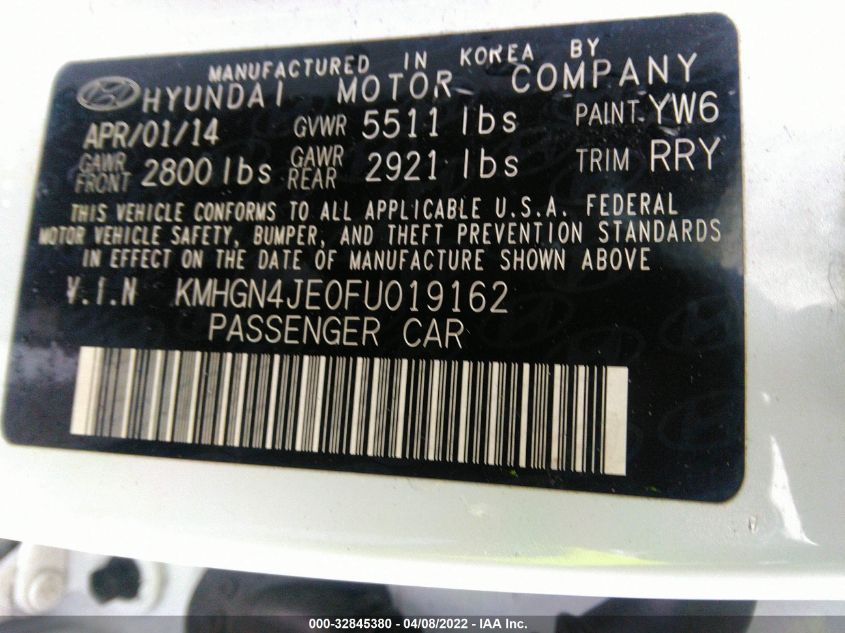 MANUFACTURED IN KOREA BY
HYUNDAI MOTOR COMPANY
APR/01/14 GVWR 5511 lbs PAINT YW6
GAWR FRONT 2800 lbs GAWR REAR 2921 lbs TRIM RRY
THIS VEHICLE CONFORMS TO ALL APPLICABLE U.S.A. FEDERAL
MOTOR VEHICLE SAFETY, BUMPER, AND THEFT PREVENTION STANDARDS
IN EFFECT ON THE DATE OF MANUFACTURE SHOWN ABOVE
V.I.N KMHGN4JE0FU019162
PASSENGER CAR
000-32845380 - 04/08/2022 - IAA Inc.